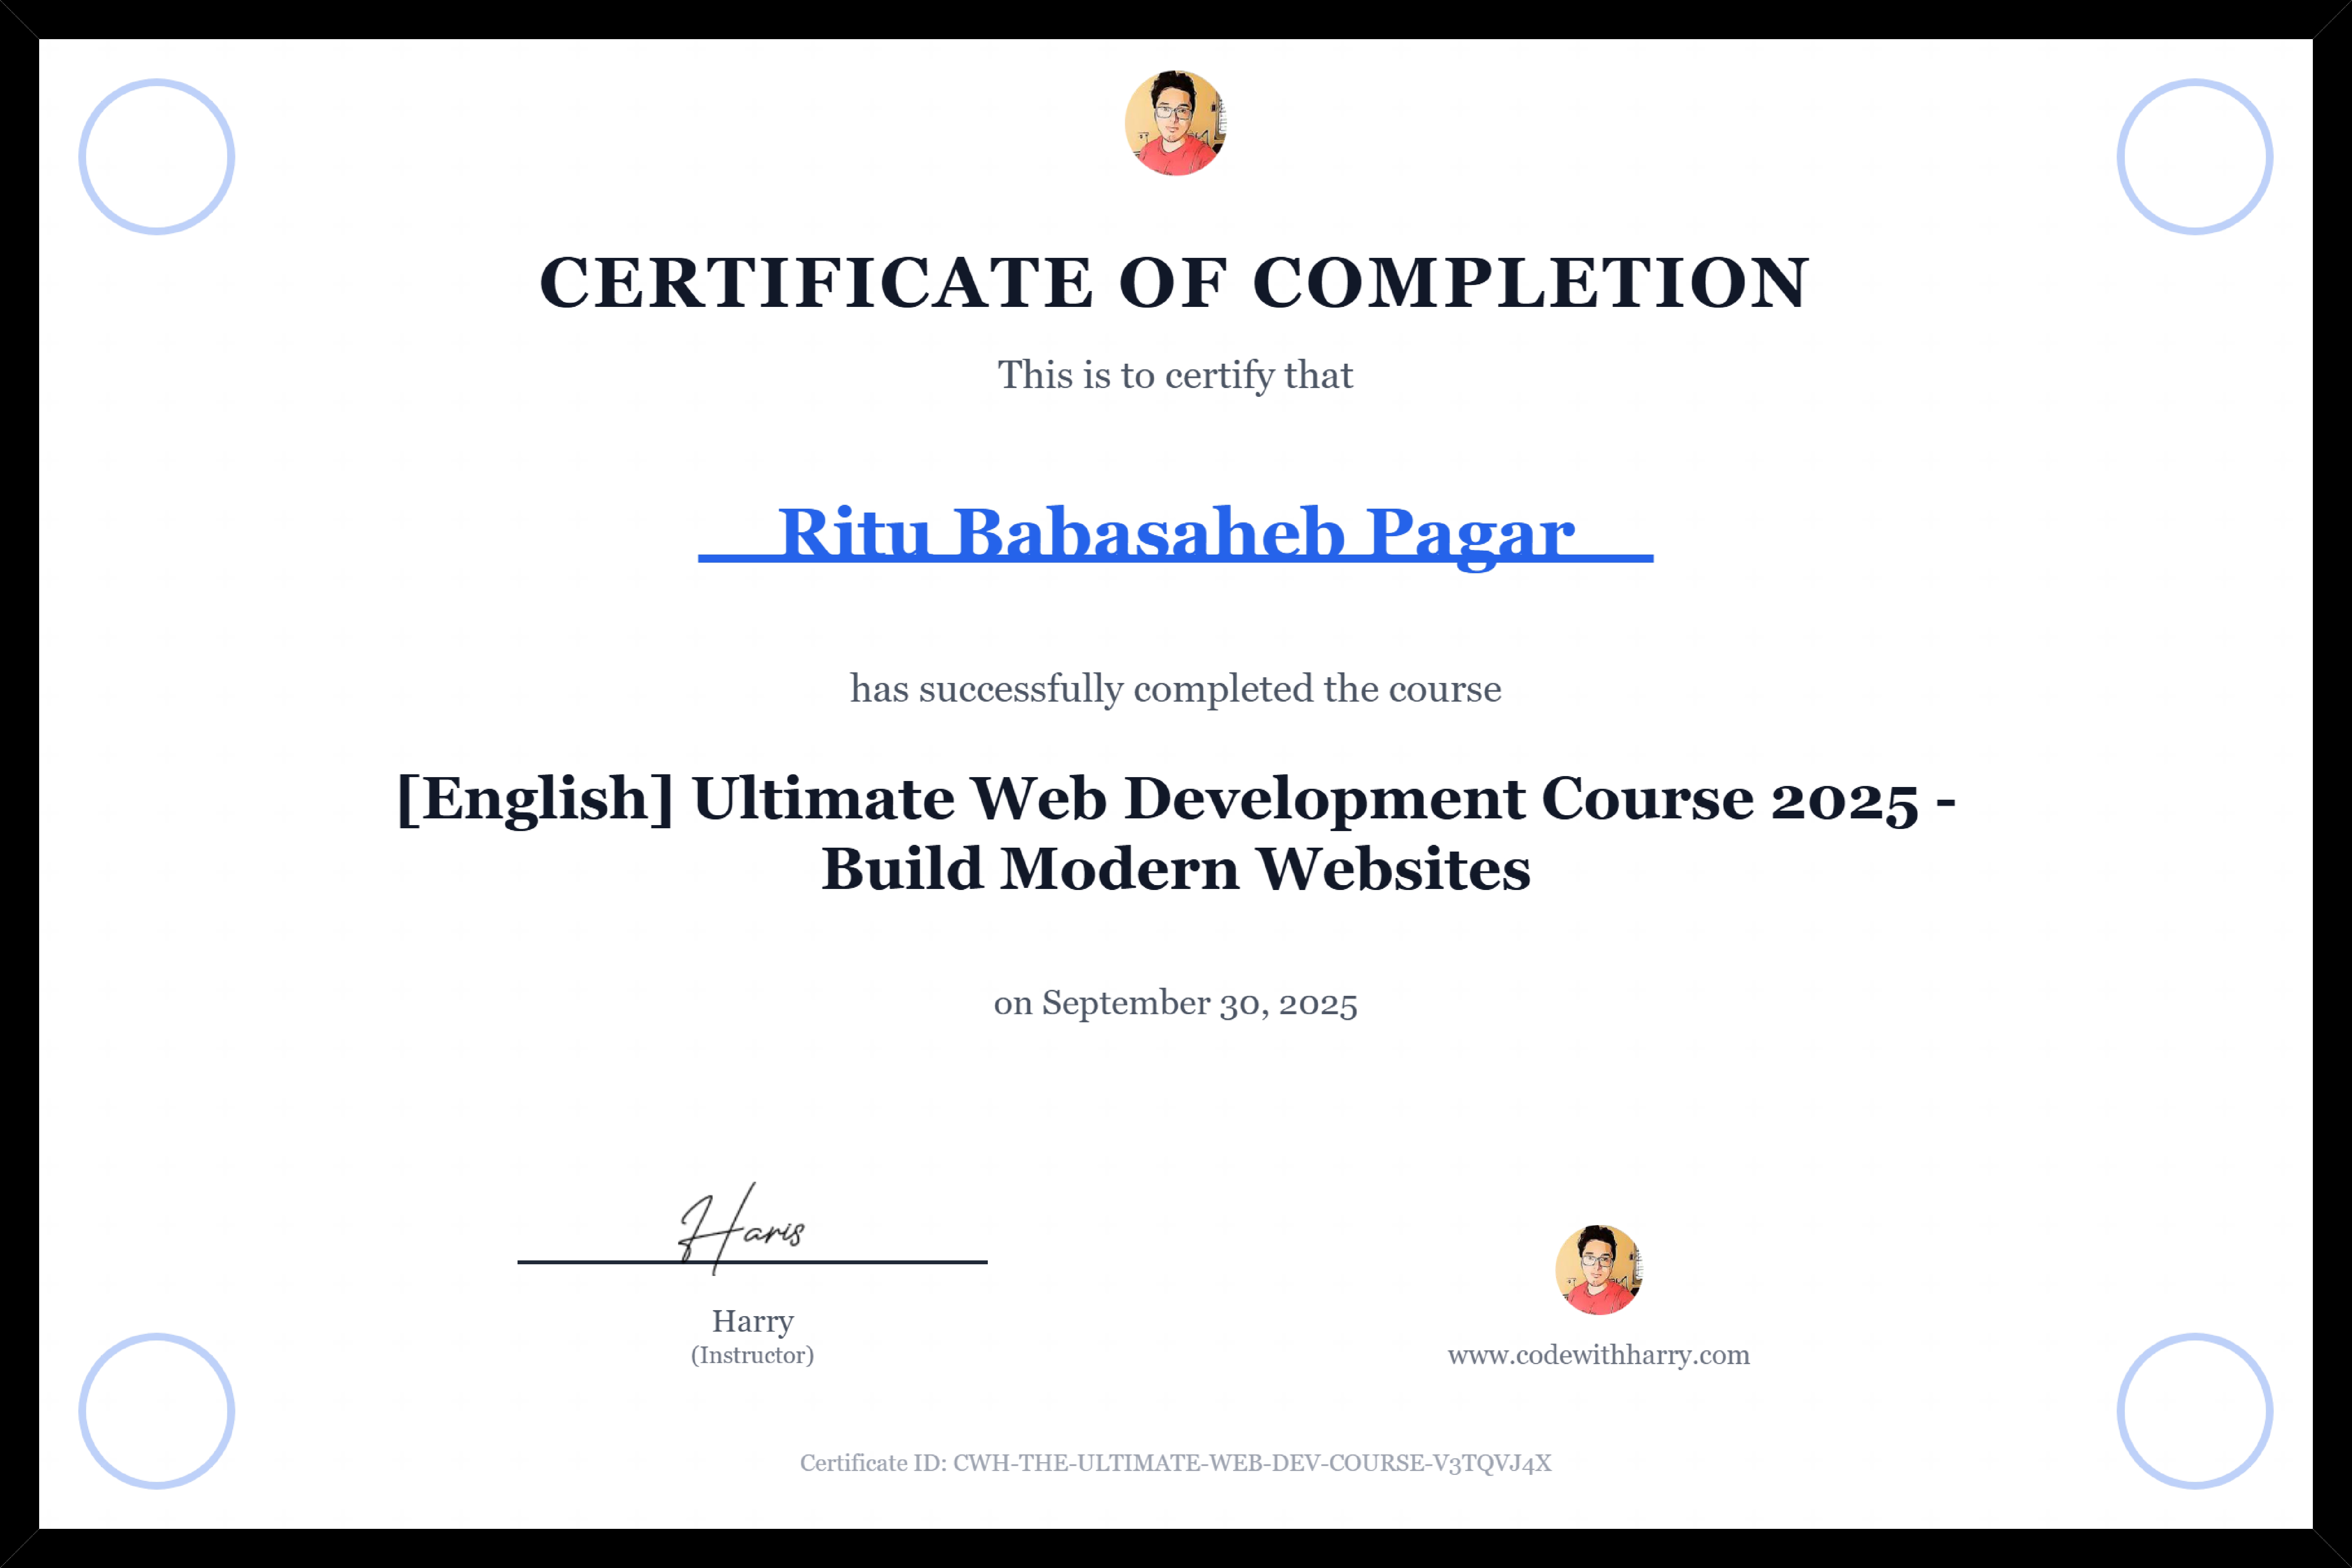 CERTIFICATE OF COMPLETION
This is to certify that
Ritu Babasaheb Pagar
has successfully completed the course
[English] Ultimate Web Development Course 2025 -
Build Modern Websites
on September 30, 2025
Haris
Harry
(Instructor)
www.codewithharry.com
Certificate ID: CWH-THE-ULTIMATE-WEB-DEV-COURSE-V3TQVJ4X